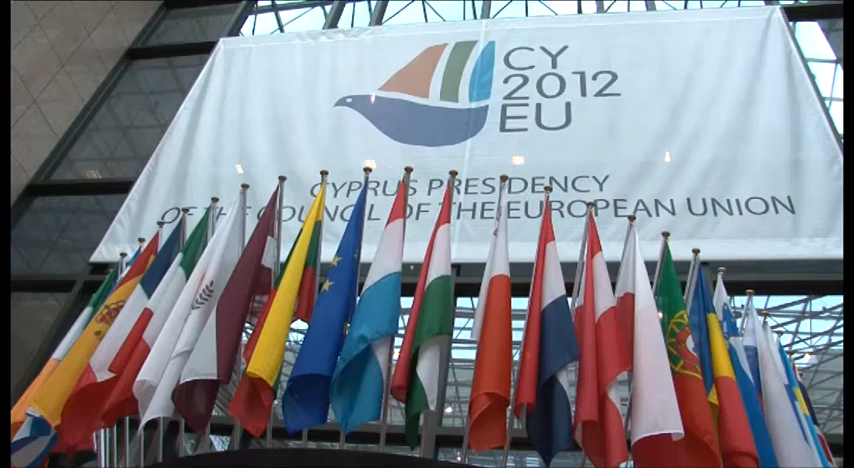 CY
2012
EU
CYPRUS PRESIDENCY
OF THE COUNCIL OF THE EUROPEAN UNION